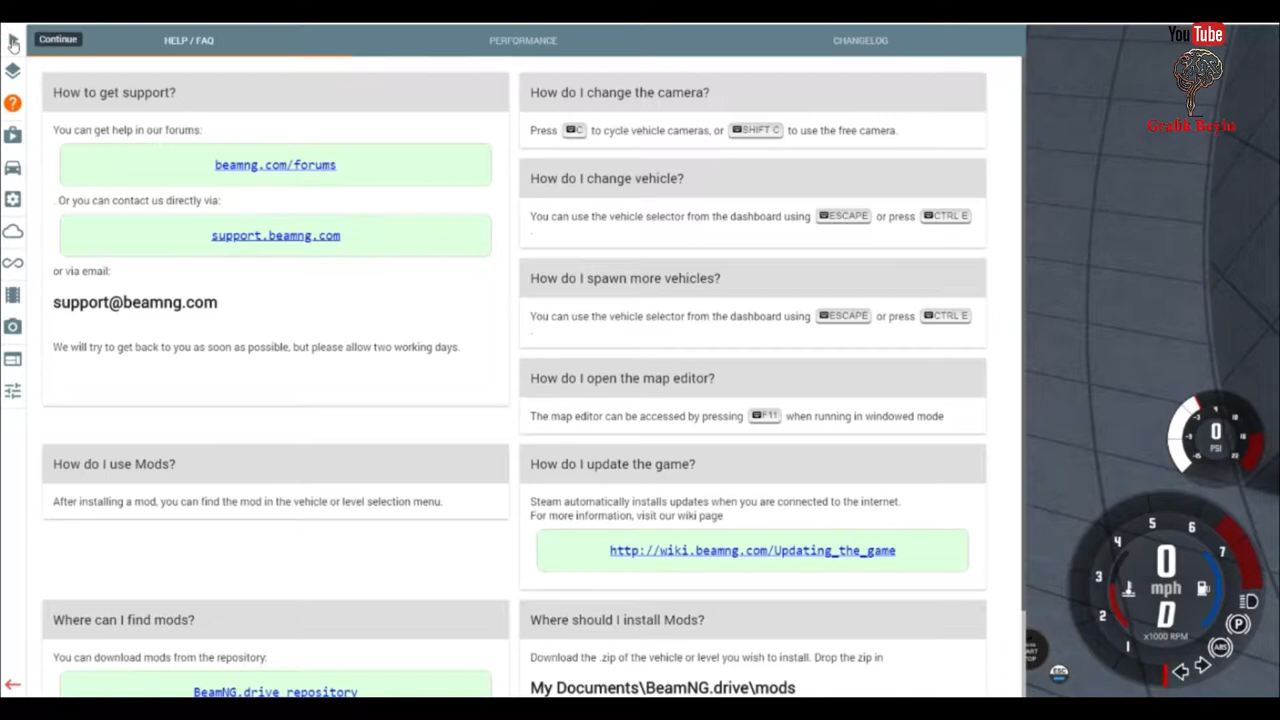 Continue
HELP / FAQ
PERFORMANCE
CHANGELOG
You Tube
Grafik Beyin
How to get support?
You can get help in our forums:
beamng.com/forums
. Or you can contact us directly via:
support.beamng.com
or via email:
support@beamng.com
We will try to get back to you as soon as possible, but please allow two working days.
How do I use Mods?
After installing a mod, you can find the mod in the vehicle or level selection menu.
Where can I find mods?
You can download mods from the repository:
BeamNG.drive repository
How do I change the camera?
Press C to cycle vehicle cameras, or SHIFT C to use the free camera.
How do I change vehicle?
You can use the vehicle selector from the dashboard using ESCAPE or press CTRL E
.
How do I spawn more vehicles?
You can use the vehicle selector from the dashboard using ESCAPE or press CTRL E
.
How do I open the map editor?
The map editor can be accessed by pressing F11 when running in windowed mode
How do I update the game?
Steam automatically installs updates when you are connected to the internet.
For more information, visit our wiki page
http://wiki.beamng.com/Updating_the_game
Where should I install Mods?
Download the .zip of the vehicle or level you wish to install. Drop the zip in
My Documents\BeamNG.drive\mods
0
PSI
1
2
3
4
5
6
7
0
mph
D
x1000 RPM
P
ABS
ESC